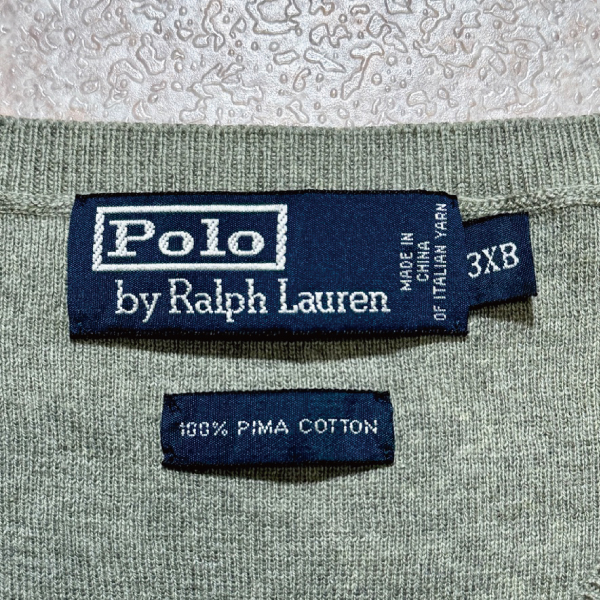 Polo
by Ralph Lauren
MADE IN
CHINA
OF ITALIAN YARN
3XB
100% PIMA COTTON